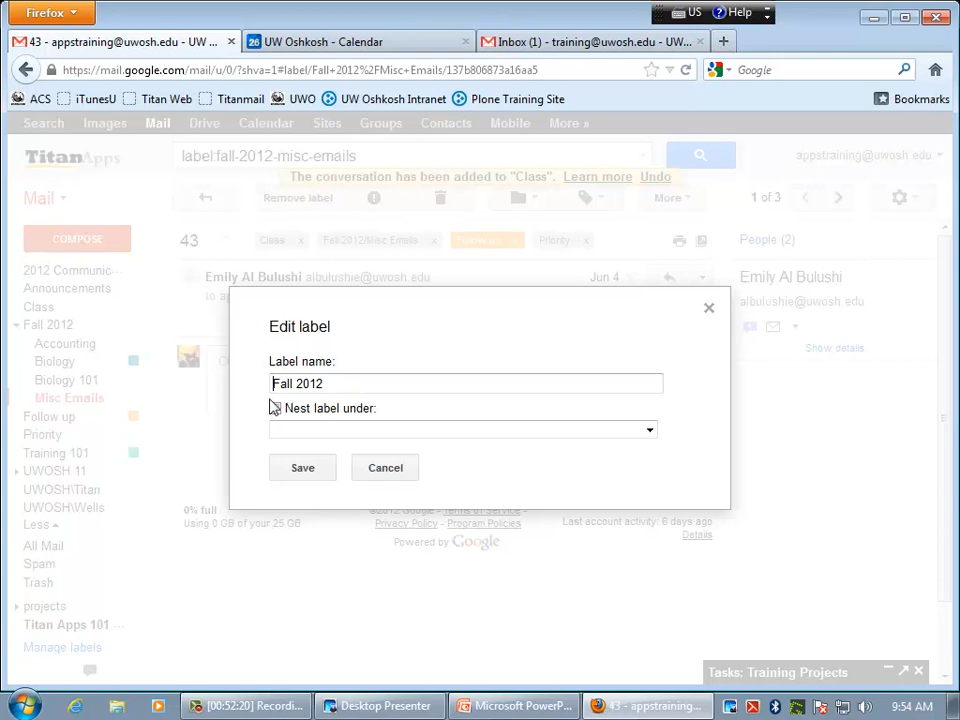 Firefox
US Help
43 - appstraining@uwosh.edu - UW ...
26 UW Oshkosh - Calendar
Inbox (1) - training@uwosh.edu - UW...
https://mail.google.com/mail/u/0/?shva=1#label/Fall+2012%2FMisc+Emails/137b806873a16aa5
Google
ACS iTunesU Titan Web Titanmail UWO UW Oshkosh Intranet Plone Training Site Bookmarks
Search Images Mail Drive Calendar Sites Groups Contacts Mobile More »
TitanApps
label:fall-2012-misc-emails
appstraining@uwosh.edu
The conversation has been added to "Class". Learn more Undo
Mail
Remove label
More
1 of 3
COMPOSE
43
Class x
Fall 2012/Misc Emails x
Follow up x
Priority x
People (2)
2012 Communic...
Announcements
Class
Fall 2012
Accounting
Biology
Biology 101
Misc Emails
Follow up
Priority
Training 101
UWOSH 11
UWOSH\Titan
UWOSH\Wells
Less
All Mail
Spam
Trash
projects
Titan Apps 101
Manage labels
Emily Al Bulushi albulushie@uwosh.edu
Jun 4
Emily Al Bulushi
albulushie@uwosh.edu
Show details
Edit label
Label name:
Fall 2012
Nest label under:
Save
Cancel
0% full
Using 0 GB of your 25 GB
©2012 Google - Terms of Service -
Privacy Policy - Program Policies
Powered by Google
Last account activity: 6 days ago
Details
Tasks: Training Projects
[00:52:20] Recordi...
Desktop Presenter
Microsoft PowerP...
43 - appstraining...
9:54 AM